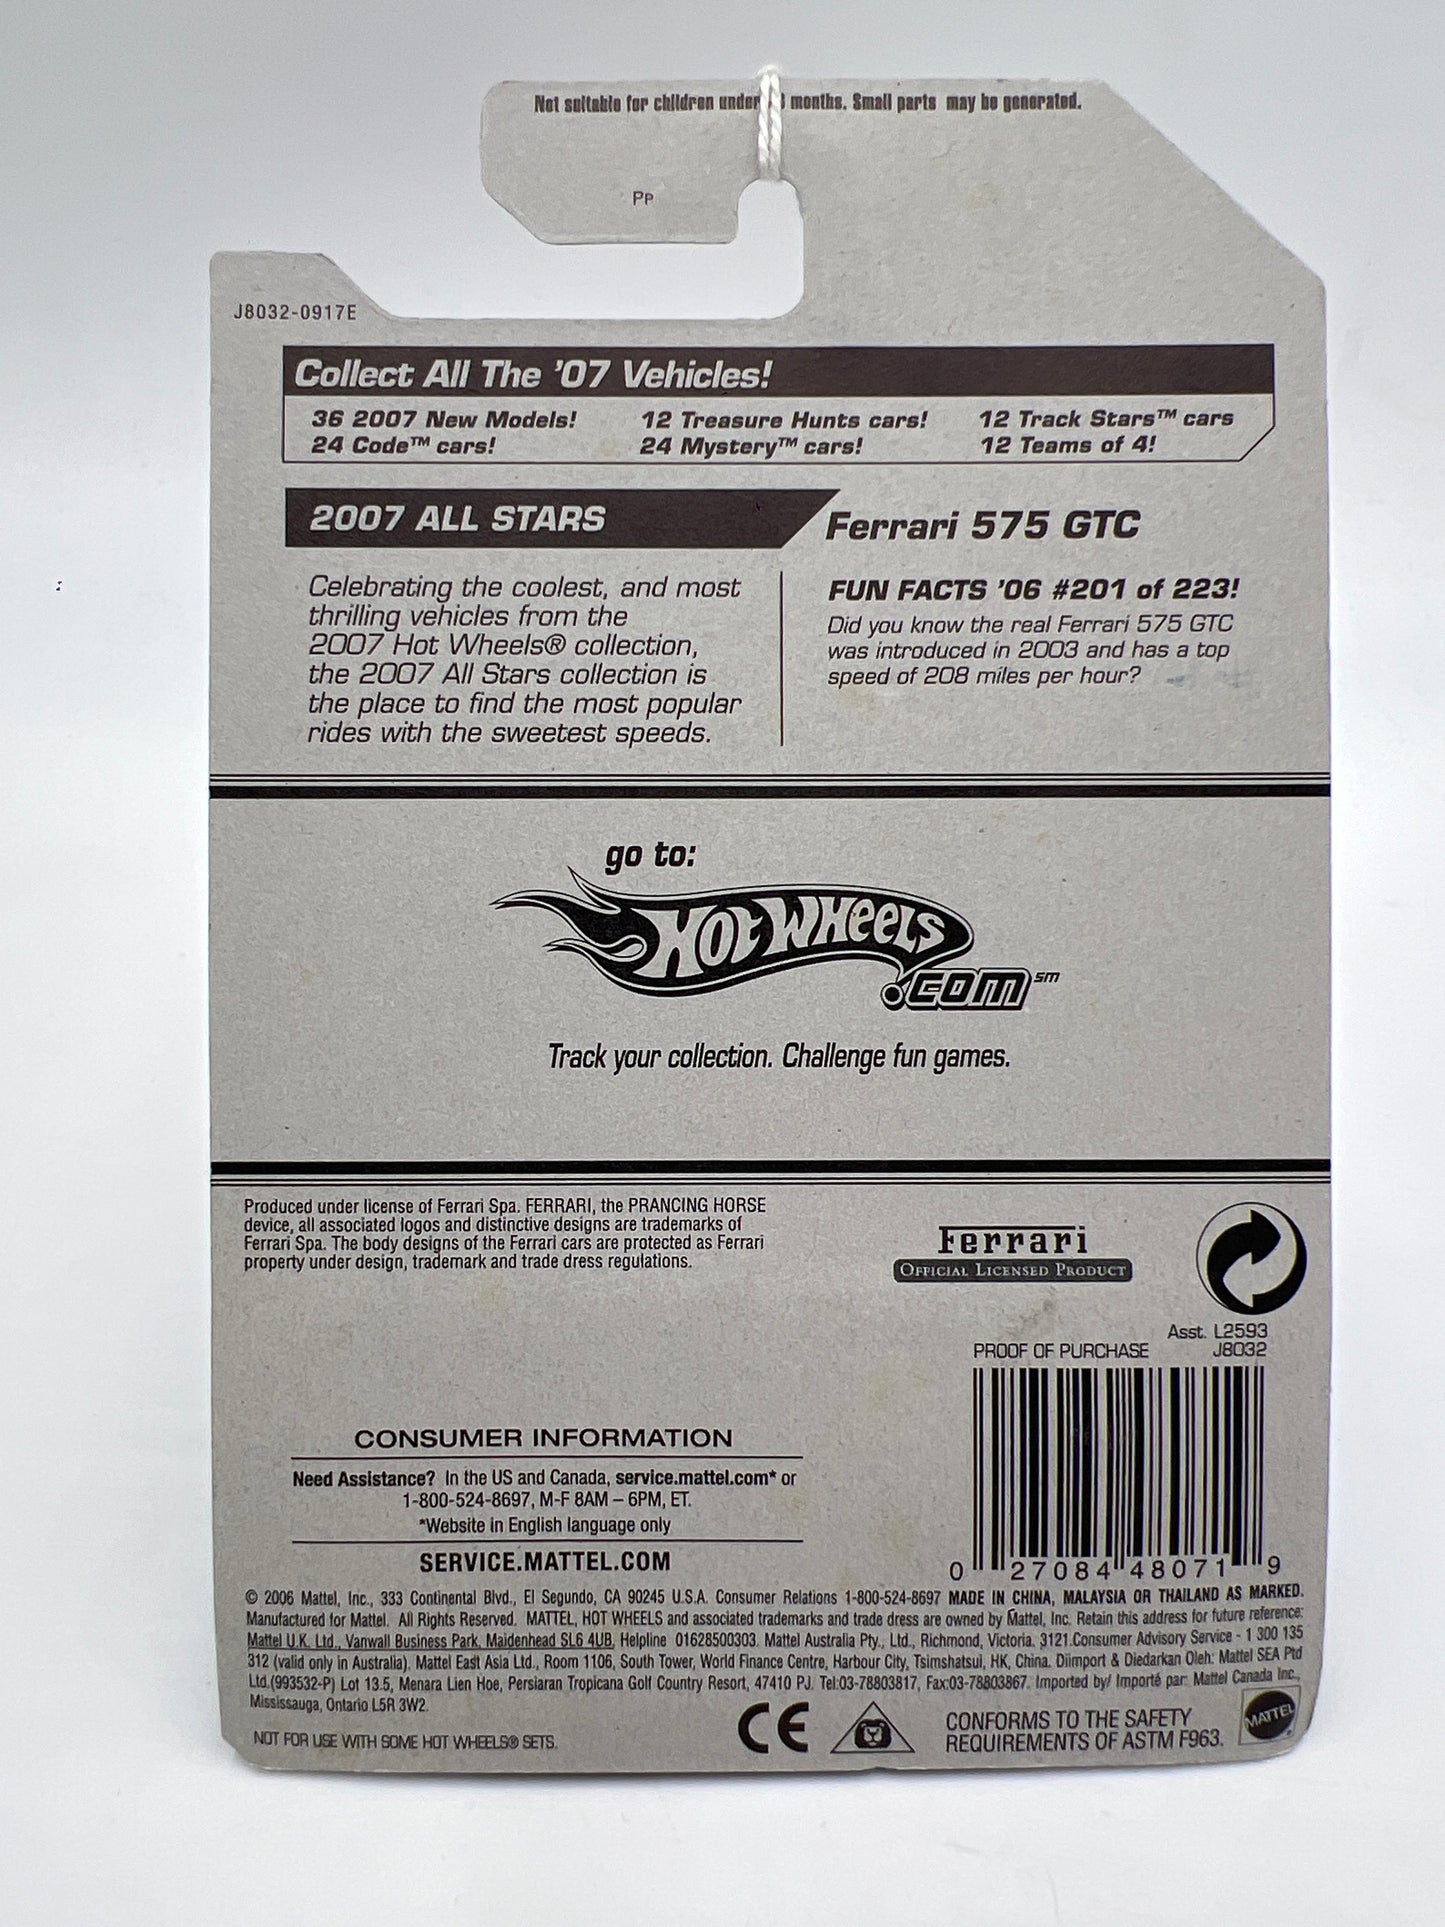 Not suitable for children under months. Small parts may be generated.
PP
J8032-0917E
Collect All The '07 Vehicles!
36 2007 New Models! 12 Treasure Hunts cars! 12 Track Stars™ cars
24 Code™ cars! 24 Mystery™ cars! 12 Teams of 4!
2007 ALL STARS
Celebrating the coolest, and most
thrilling vehicles from the
2007 Hot Wheels® collection,
the 2007 All Stars collection is
the place to find the most popular
rides with the sweetest speeds.
Ferrari 575 GTC
FUN FACTS '06 #201 of 223!
Did you know the real Ferrari 575 GTC
was introduced in 2003 and has a top
speed of 208 miles per hour?
go to:
Hot Wheels
.com℠
Track your collection. Challenge fun games.
Produced under license of Ferrari Spa. FERRARI, the PRANCING HORSE
device, all associated logos and distinctive designs are trademarks of
Ferrari Spa. The body designs of the Ferrari cars are protected as Ferrari
property under design, trademark and trade dress regulations.
Ferrari
OFFICIAL LICENSED PRODUCT
Asst. L2593
PROOF OF PURCHASE J8032
0 27084 48071 9
CONSUMER INFORMATION
Need Assistance? In the US and Canada, service.mattel.com* or
1-800-524-8697, M-F 8AM – 6PM, ET.
*Website in English language only
SERVICE.MATTEL.COM
© 2006 Mattel, Inc., 333 Continental Blvd., El Segundo, CA 90245 U.S.A. Consumer Relations 1-800-524-8697 MADE IN CHINA, MALAYSIA OR THAILAND AS MARKED.
Manufactured for Mattel. All Rights Reserved. MATTEL, HOT WHEELS and associated trademarks and trade dress are owned by Mattel, Inc. Retain this address for future reference:
Mattel U.K. Ltd., Vanwall Business Park, Maidenhead SL6 4UB, Helpline 01628500303. Mattel Australia Pty., Ltd., Richmond, Victoria. 3121.Consumer Advisory Service - 1 300 135
312 (valid only in Australia). Mattel East Asia Ltd., Room 1106, South Tower, World Finance Centre, Harbour City, Tsimshatsui, HK, China. Diimport & Diedarkan Oleh: Mattel SEA Ptd
Ltd.(993532-P) Lot 13.5, Menara Lien Hoe, Persiaran Tropicana Golf Country Resort, 47410 PJ. Tel:03-78803817, Fax:03-78803867. Imported by/ Importé par: Mattel Canada Inc.,
Mississauga, Ontario L5R 3W2.
NOT FOR USE WITH SOME HOT WHEELS® SETS.
CE
CONFORMS TO THE SAFETY
REQUIREMENTS OF ASTM F963.
MATTEL